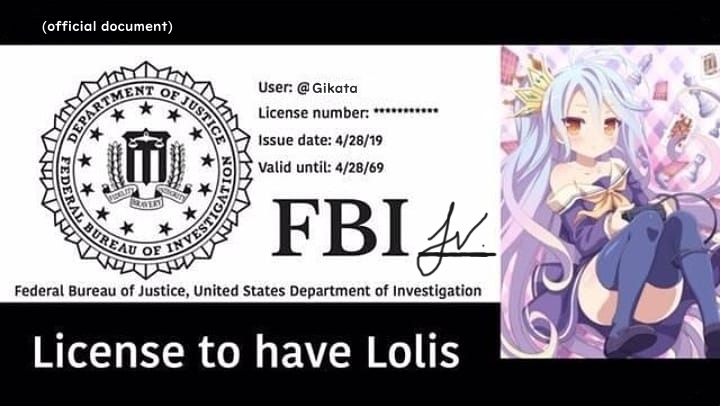 (official document)
DEPARTMENT OF JUSTICE
FEDERAL BUREAU OF INVESTIGATION
FIDELITY BRAVERY INTEGRITY
User: @Gikata
License number: ***********
Issue date: 4/28/19
Valid until: 4/28/69
FBI
Federal Bureau of Justice, United States Department of Investigation
License to have Lolis